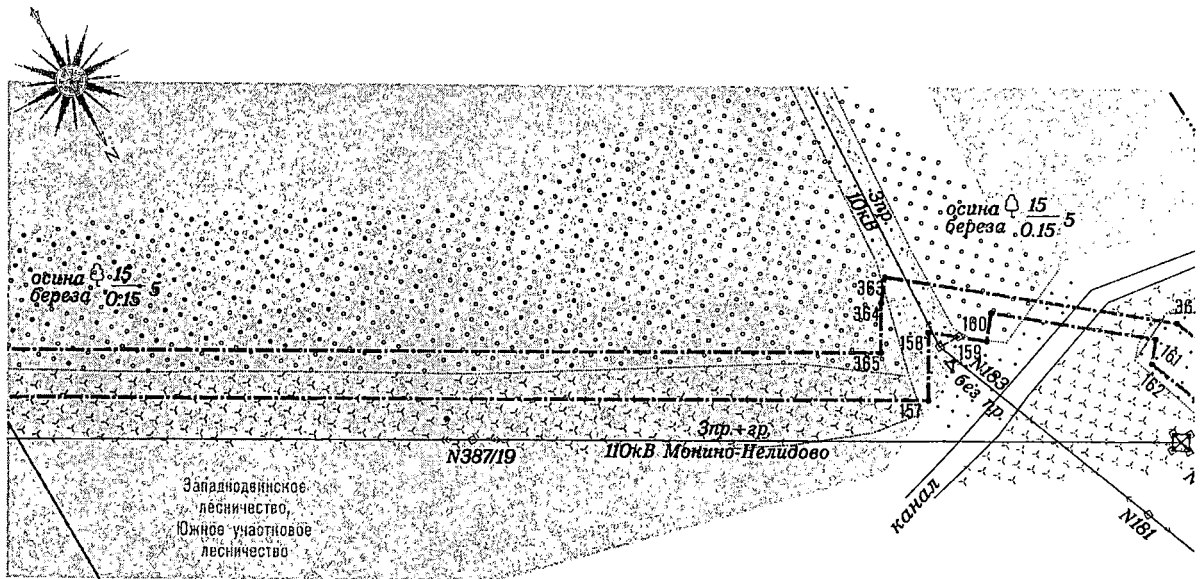 N
осина 15
береза 0.15 5
10кВ
3пр.
осина 15
береза 0.15 5
363
364
365
158
157
160
159
N183
без пр.
36
161
162
N387/19
3пр.+гр.
110кВ Монино-Нелидово
канал
N181
N
Западнодвинское
лесничество,
Южное участковое
лесничество